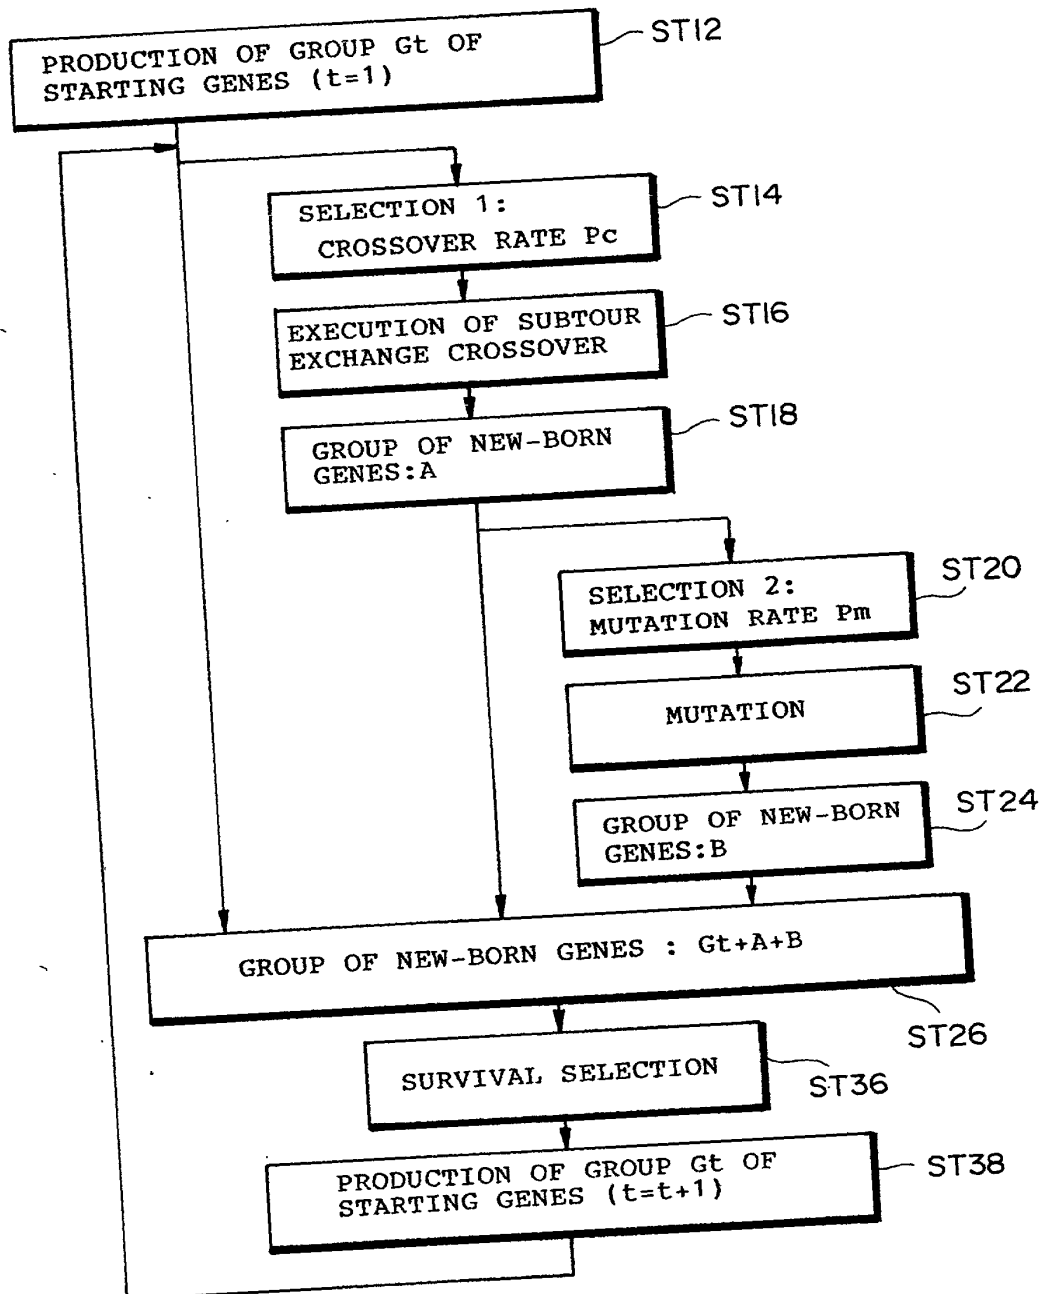 PRODUCTION OF GROUP Gt OF
STARTING GENES (t=1)
ST12
SELECTION 1:
CROSSOVER RATE Pc
ST14
EXECUTION OF SUBTOUR
EXCHANGE CROSSOVER
ST16
GROUP OF NEW-BORN
GENES:A
ST18
SELECTION 2:
MUTATION RATE Pm
ST20
MUTATION
ST22
GROUP OF NEW-BORN
GENES:B
ST24
GROUP OF NEW-BORN GENES : Gt+A+B
ST26
SURVIVAL SELECTION
ST36
PRODUCTION OF GROUP Gt OF
STARTING GENES (t=t+1)
ST38